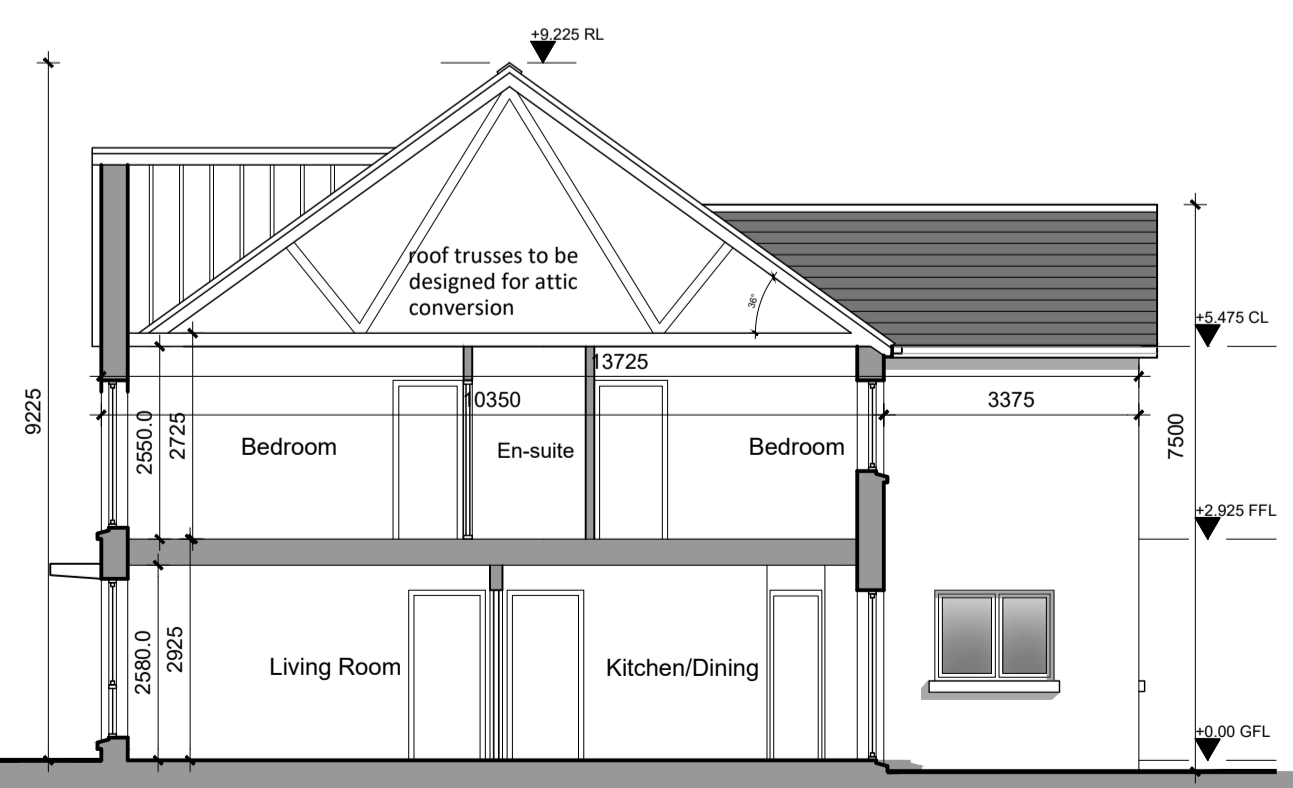 +9.225 RL
roof trusses to be
designed for attic
conversion
36°
+5.475 CL
13725
10350
3375
9225
2550.0
2725
7500
Bedroom
En-suite
Bedroom
+2.925 FFL
2580.0
2925
Living Room
Kitchen/Dining
+0.00 GFL